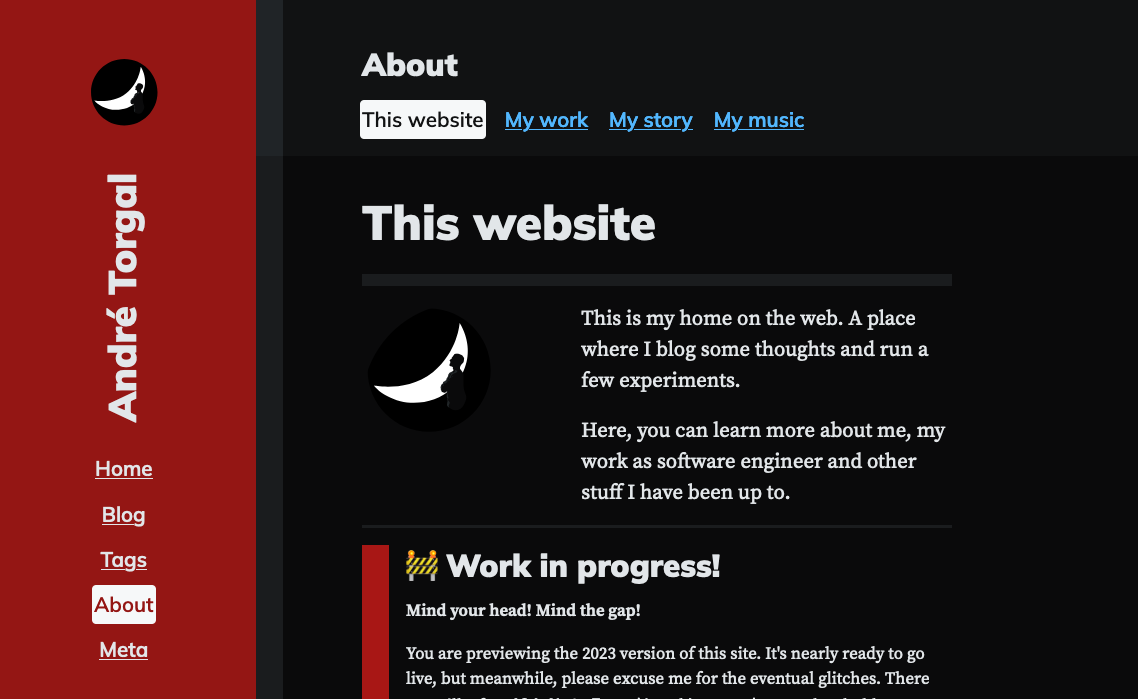 André Torgal
Home
Blog
Tags
About
Meta
About
This website My work My story My music
This website
This is my home on the web. A place
where I blog some thoughts and run a
few experiments.
Here, you can learn more about me, my
work as software engineer and other
stuff I have been up to.
🚧 Work in progress!
Mind your head! Mind the gap!
You are previewing the 2023 version of this site. It's nearly ready to go
live, but meanwhile, please excuse me for the eventual glitches. There